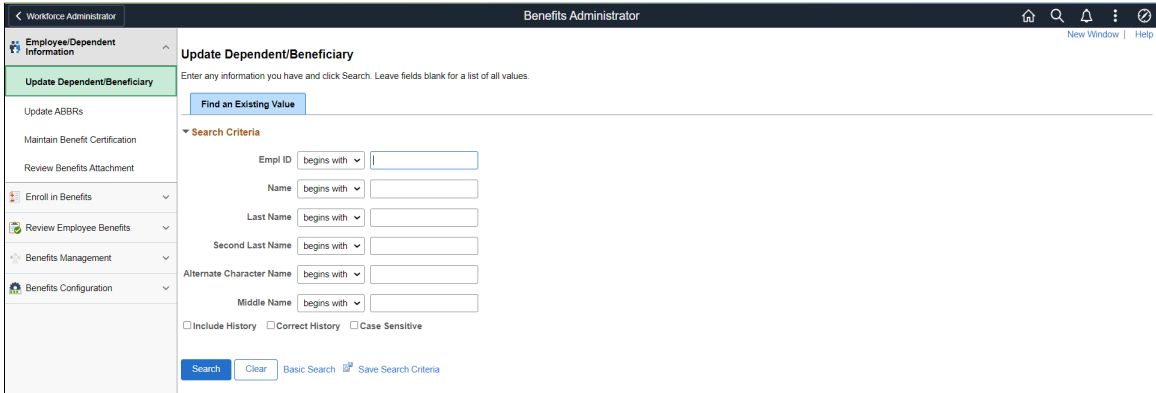 Workforce Administrator
Benefits Administrator
New Window | Help
Employee/Dependent
Information
Update Dependent/Beneficiary
Update ABBRs
Maintain Benefit Certification
Review Benefits Attachment
Enroll in Benefits
Review Employee Benefits
Benefits Management
Benefits Configuration
Update Dependent/Beneficiary
Enter any information you have and click Search. Leave fields blank for a list of all values.
Find an Existing Value
Search Criteria
Empl ID begins with
Name begins with
Last Name begins with
Second Last Name begins with
Alternate Character Name begins with
Middle Name begins with
Include History Correct History Case Sensitive
Search Clear Basic Search Save Search Criteria